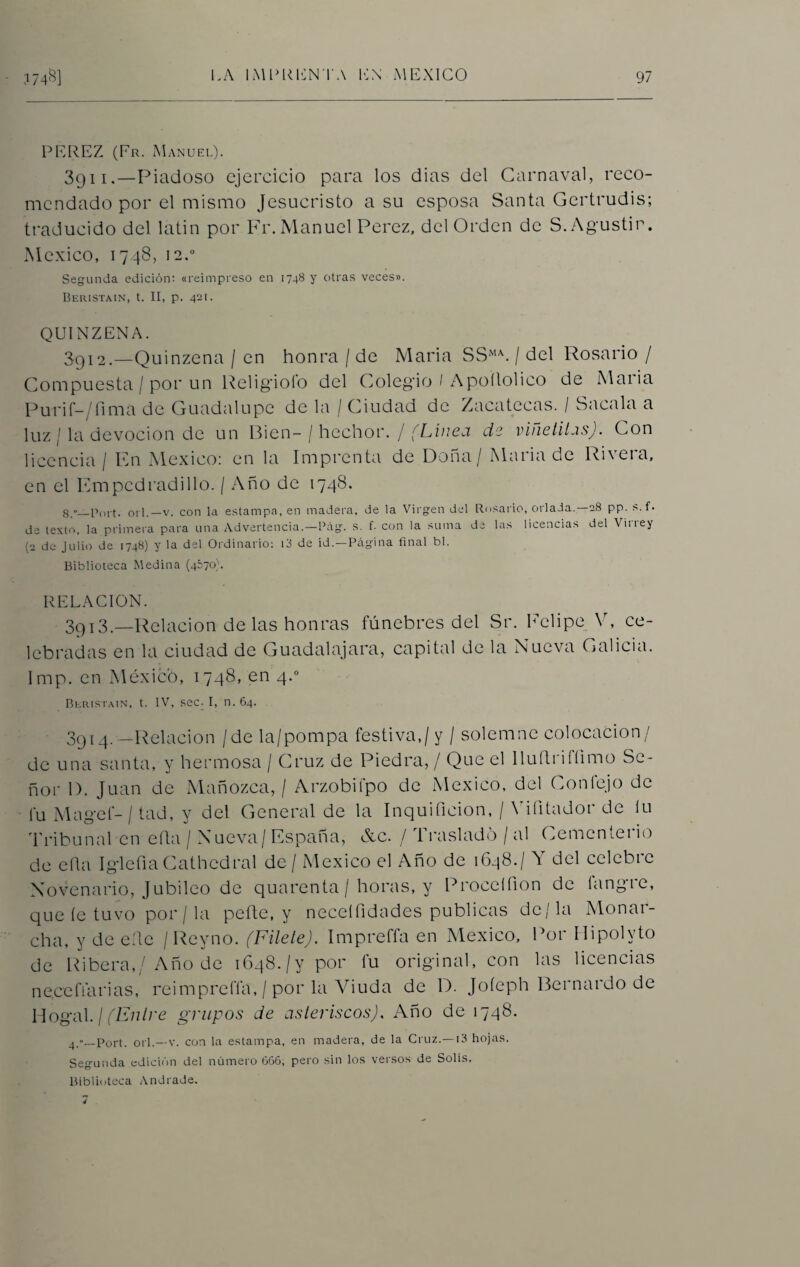 1748] LA IMPRENTA EN MEXICO 97
PEREZ (Fr. Manuel).
3911.—Piadoso ejercicio para los dias del Carnaval, reco-
mendado por el mismo Jesucristo a su esposa Santa Gertrudis;
traducido del latin por Fr. Manuel Perez, del Orden de S. Agustin.
Mexico, 1748, 12.º
Segunda edición: «reimpreso en 1748 y otras veces».
Beristain, t. II, p. 421.
QUINZENA.
3912.—Quinzena / en honra / de Maria SSᴹᴬ. / del Rosario /
Compuesta / por un Religioſo del Colegio / Apoſtolico de Maria
Purif-/ſima de Guadalupe de la / Ciudad de Zacatecas. / Sacala a
luz / la devocion de un Bien- / hechor. / (Linea de viñetitas). Con
licencia / En Mexico: en la Imprenta de Doña / Maria de Rivera,
en el Empedradillo. / Año de 1748.
8.º—Port. orl.—v. con la estampa, en madera, de la Virgen del Rosario, orlada.—28 pp. s. f.
de texto, la primera para una Advertencia.—Pág. s. f. con la suma de las licencias del Virrey
(2 de Julio de 1748) y la del Ordinario: 13 de id.—Página final bl.
Biblioteca Medina (4570).
RELACION.
3913.—Relacion de las honras fúnebres del Sr. Felipe V, ce-
lebradas en la ciudad de Guadalajara, capital de la Nueva Galicia.
Imp. en México, 1748, en 4.º
Beristain, t. IV, sec. I, n. 64.
3914.—Relacion / de la/pompa festiva,/ y / solemne colocacion /
de una santa, y hermosa / Cruz de Piedra, / Que el Iluſtriſſimo Se-
ñor D. Juan de Mañozca, / Arzobiſpo de Mexico, del Conſejo de
ſu Mageſ- / tad, y del General de la Inquiſicion, / Viſitador de ſu
Tribunal en eſta / Nueva / España, &c. / Trasladò / al Cementerio
de eſta Igleſia Cathedral de / Mexico el Año de 1648./ Y del celebre
Novenario, Jubileo de quarenta / horas, y Proceſſion de ſangre,
que ſe tuvo por / la peſte, y neceſſidades publicas de / la Monar-
cha, y de eſte / Reyno. (Filete). Impreſſa en Mexico, Por Hipolyto
de Ribera,/ Año de 1648./y por ſu original, con las licencias
neceſſarias, reimpreſſa, / por la Viuda de D. Joſeph Bernardo de
Hogal. / (Entre grupos de asteriscos). Año de 1748.
4.º—Port. orl.—v. con la estampa, en madera, de la Cruz.—13 hojas.
Segunda edición del número 666, pero sin los versos de Solís.
Biblioteca Andrade.
7